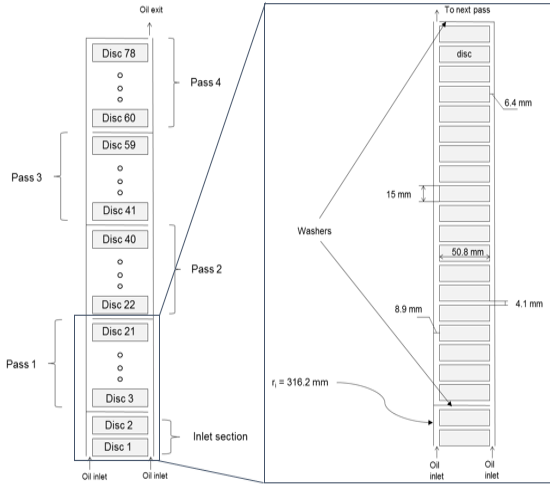 Oil exit
Disc 78
Pass 4
Disc 60
Disc 59
Pass 3
Disc 41
Disc 40
Pass 2
Disc 22
Disc 21
Pass 1
Disc 3
Disc 2
Inlet section
Disc 1
Oil inlet
Oil inlet
To next pass
disc
6.4 mm
15 mm
Washers
50.8 mm
4.1 mm
8.9 mm
rᵢ = 316.2 mm
Oil
inlet
Oil
inlet